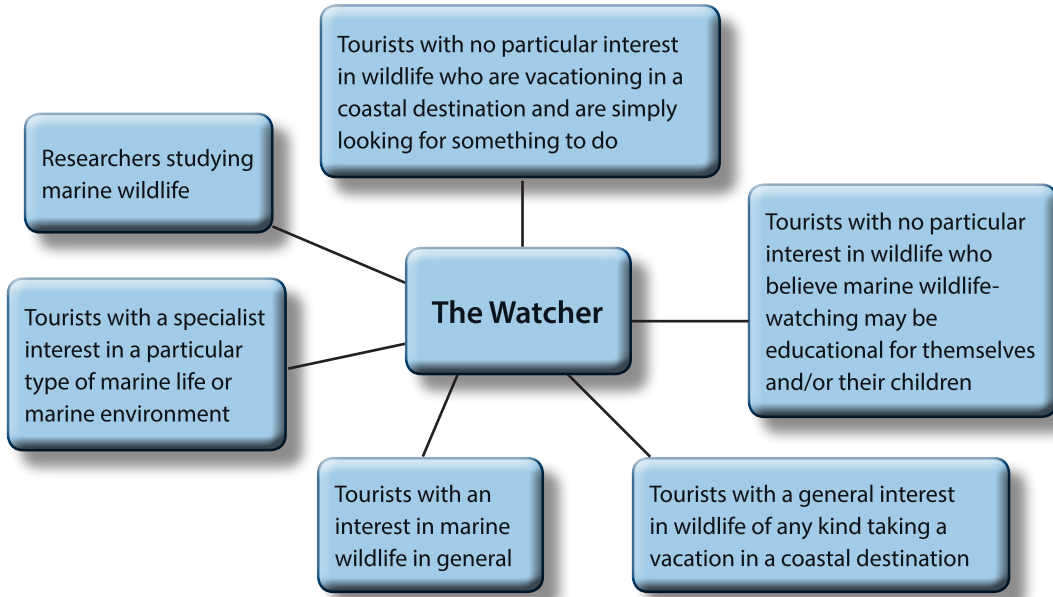 Tourists with no particular interest
in wildlife who are vacationing in a
coastal destination and are simply
looking for something to do
Researchers studying
marine wildlife
Tourists with no particular
interest in wildlife who
believe marine wildlife-
watching may be
educational for themselves
and/or their children
The Watcher
Tourists with a specialist
interest in a particular
type of marine life or
marine environment
Tourists with an
interest in marine
wildlife in general
Tourists with a general interest
in wildlife of any kind taking a
vacation in a coastal destination